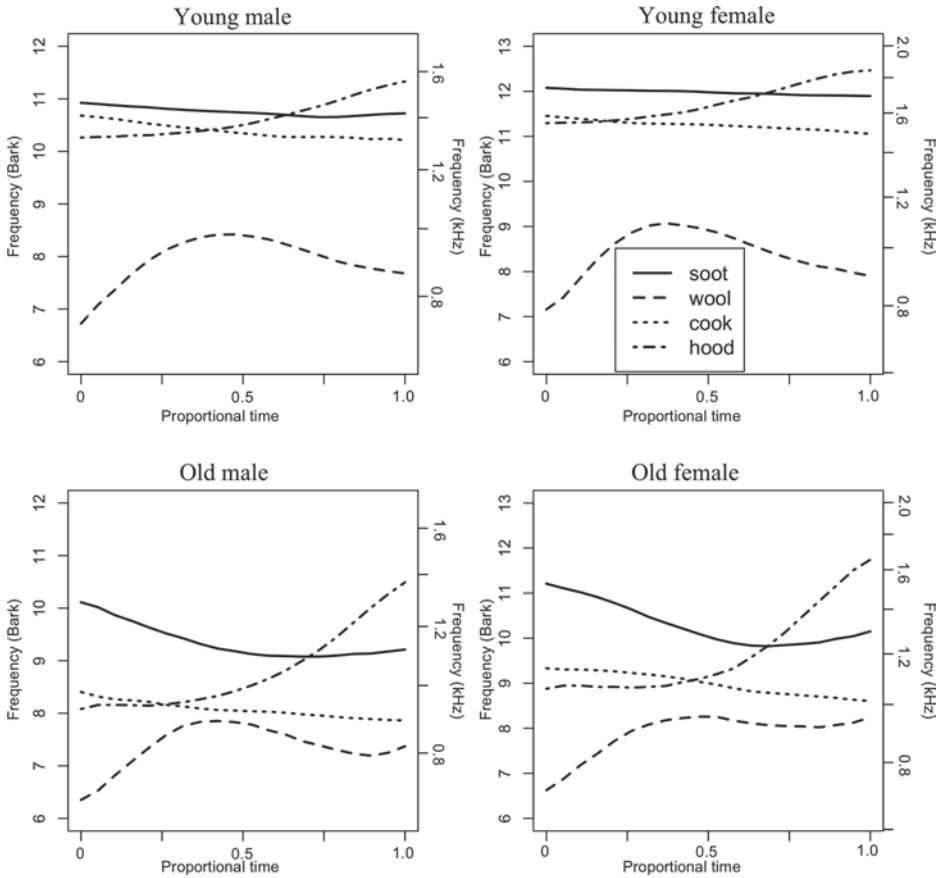 Young male
12
11
10
9
8
7
6
Frequency (Bark)
1.6
1.2
0.8
Frequency (kHz)
0
0.5
1.0
Proportional time
Young female
13
12
11
10
9
8
7
6
Frequency (Bark)
2.0
1.6
1.2
0.8
Frequency (kHz)
soot
wool
cook
hood
0
0.5
1.0
Proportional time
Old male
12
11
10
9
8
7
6
Frequency (Bark)
1.6
1.2
0.8
Frequency (kHz)
0
0.5
1.0
Proportional time
Old female
13
12
11
10
9
8
7
6
Frequency (Bark)
2.0
1.6
1.2
0.8
Frequency (kHz)
0
0.5
1.0
Proportional time